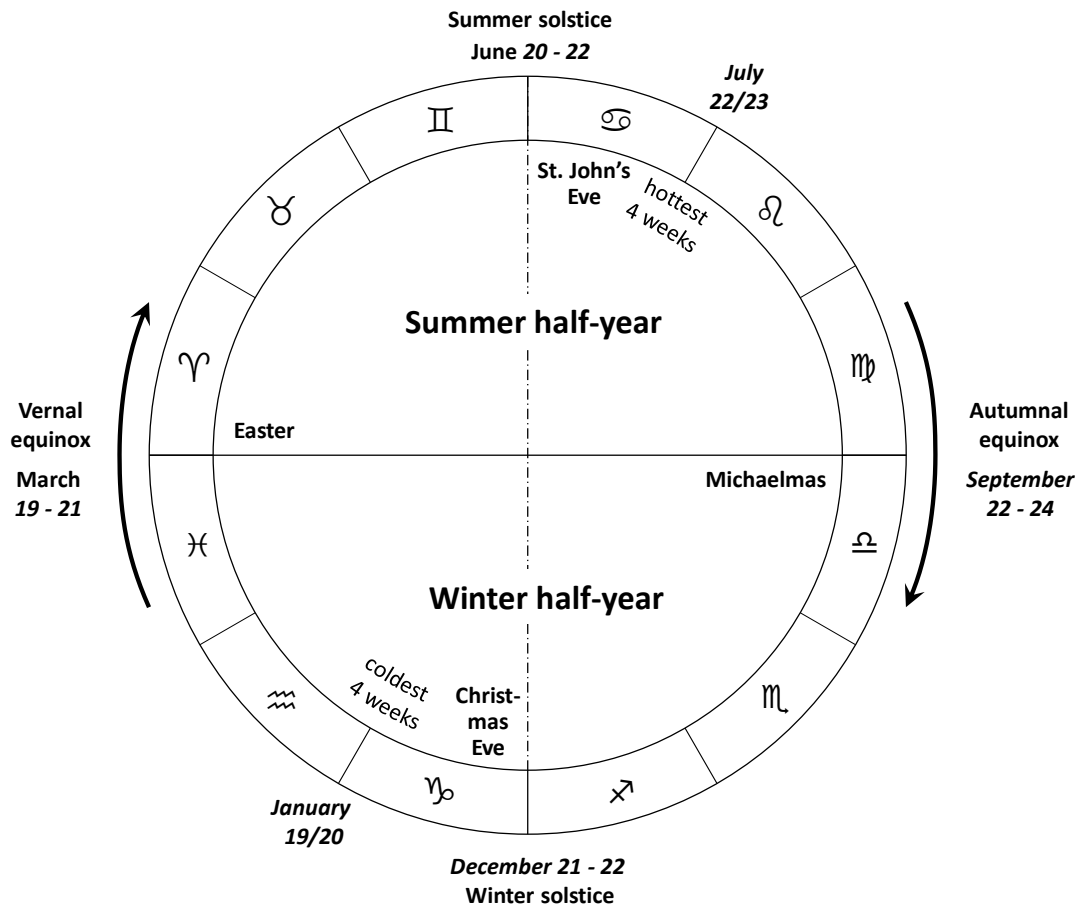 Summer solstice
June 20 - 22
July
22/23
♊
♋
St. John's
Eve
hottest
4 weeks
♉
♌
Summer half-year
♈
♍
Vernal
equinox
March
19 - 21
Easter
Autumnal
equinox
September
22 - 24
Michaelmas
♓
♎
Winter half-year
coldest
4 weeks
Christ-
mas
Eve
♒
♏
♑
♐
January
19/20
December 21 - 22
Winter solstice